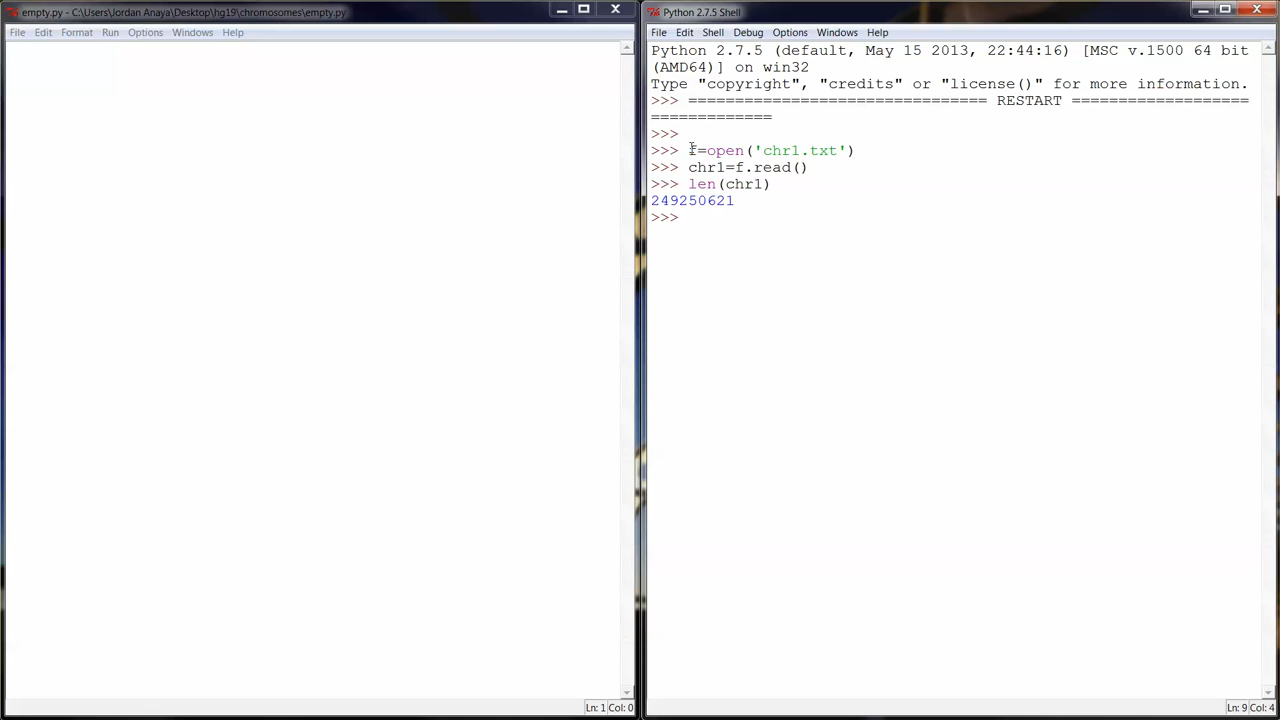 empty.py - C:\Users\Jordan Anaya\Desktop\hg19\chromosomes\empty.py
File Edit Format Run Options Windows Help
Ln: 1 Col: 0
Python 2.7.5 Shell
File Edit Shell Debug Options Windows Help
Python 2.7.5 (default, May 15 2013, 22:44:16) [MSC v.1500 64 bit
(AMD64)] on win32
Type "copyright", "credits" or "license()" for more information.
>>> ================================ RESTART ===================
=============
>>>
>>> f=open('chr1.txt')
>>> chr1=f.read()
>>> len(chr1)
249250621
>>>
Ln: 9 Col: 4